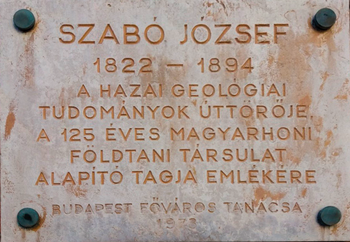 SZABÓ JÓZSEF
1822 — 1894
A HAZAI GEOLÓGIAI
TUDOMÁNYOK ÚTTÖRŐJE,
A 125 ÉVES MAGYARHONI
FÖLDTANI TÁRSULAT
ALAPÍTÓ TAGJA EMLÉKÉRE
BUDAPEST FŐVÁROS TANÁCSA
1973